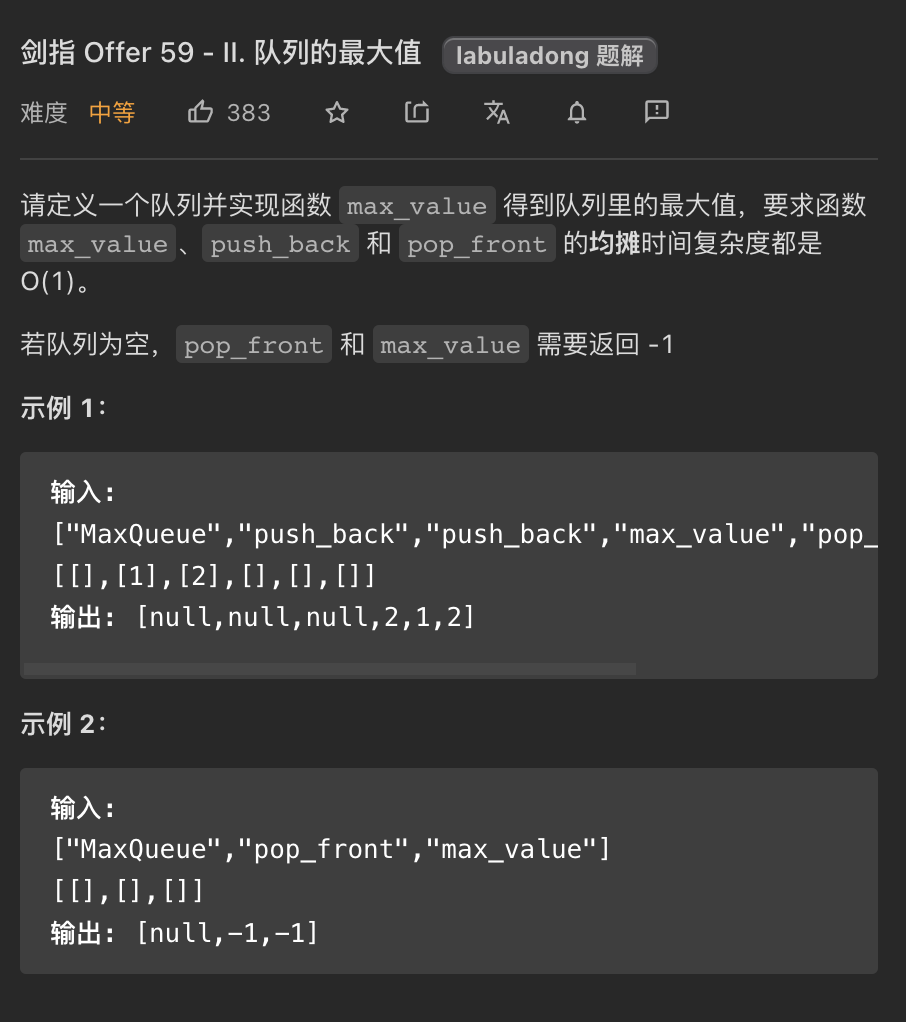 剑指 Offer 59 - II. 队列的最大值 labuladong 题解
难度 中等 383
请定义一个队列并实现函数 max_value 得到队列里的最大值，要求函数
max_value 、push_back 和 pop_front 的均摊时间复杂度都是
O(1)。
若队列为空，pop_front 和 max_value 需要返回 -1
示例 1：
输入:
["MaxQueue","push_back","push_back","max_value","pop_
[[],[1],[2],[],[],[]]
输出: [null,null,null,2,1,2]
示例 2：
输入:
["MaxQueue","pop_front","max_value"]
[[],[],[]]
输出: [null,-1,-1]